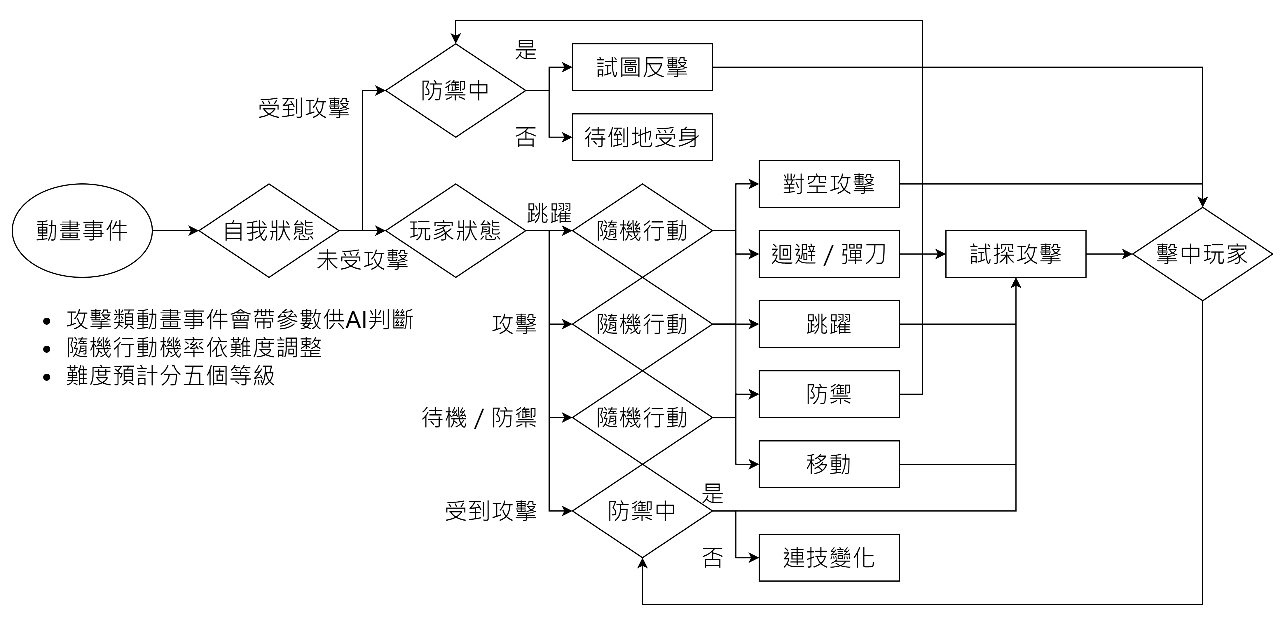 是
試圖反擊
防禦中
受到攻擊
否
待倒地受身
對空攻擊
動畫事件
自我狀態
玩家狀態
跳躍
隨機行動
未受攻擊
迴避 / 彈刀
試探攻擊
擊中玩家
• 攻擊類動畫事件會帶參數供AI判斷
• 隨機行動機率依難度調整
• 難度預計分五個等級
攻擊
隨機行動
跳躍
防禦
待機 / 防禦
隨機行動
移動
是
受到攻擊
防禦中
否
連技變化